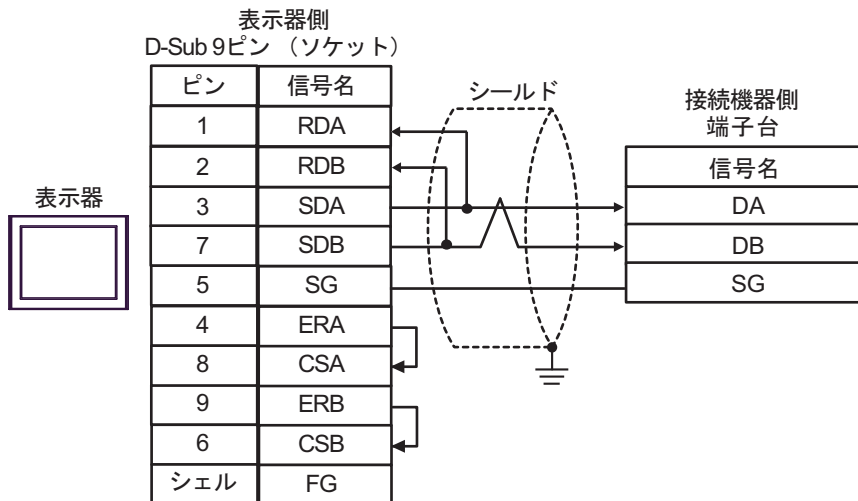 表示器側
D-Sub 9ピン （ソケット）
ピン 信号名
1 RDA
2 RDB
3 SDA
7 SDB
5 SG
4 ERA
8 CSA
9 ERB
6 CSB
シェル FG
表示器
シールド
接続機器側
端子台
信号名
DA
DB
SG